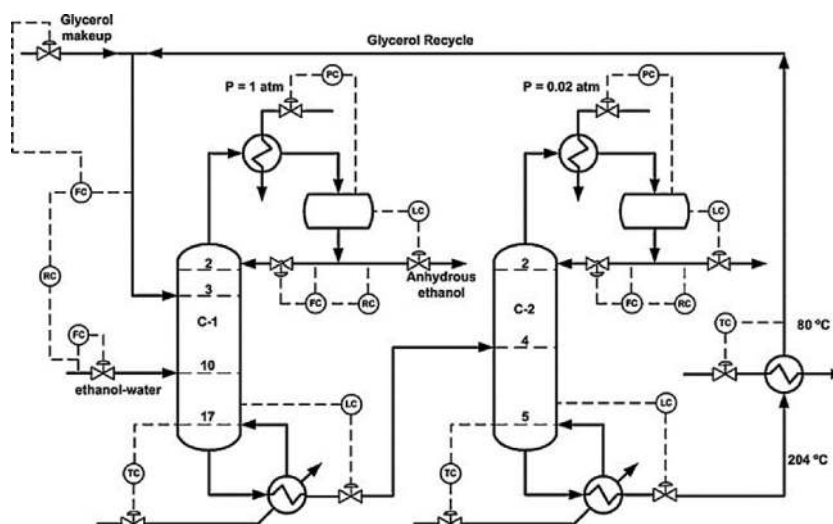 Glycerol
makeup
Glycerol Recycle
P = 1 atm
PC
P = 0.02 atm
PC
FC
LC
LC
RC
2
3
C-1
10
17
FC
RC
Anhydrous
ethanol
2
C-2
4
5
FC
RC
TC
80 °C
FC
ethanol-water
LC
LC
TC
TC
204 °C